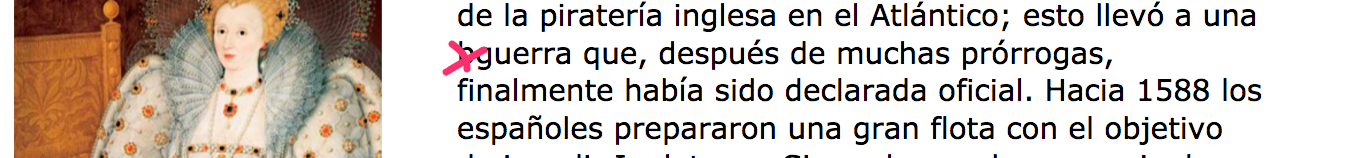 de la piratería inglesa en el Atlántico; esto llevó a una
bguerra que, después de muchas prórrogas,
finalmente había sido declarada oficial. Hacia 1588 los
españoles prepararon una gran flota con el objetivo